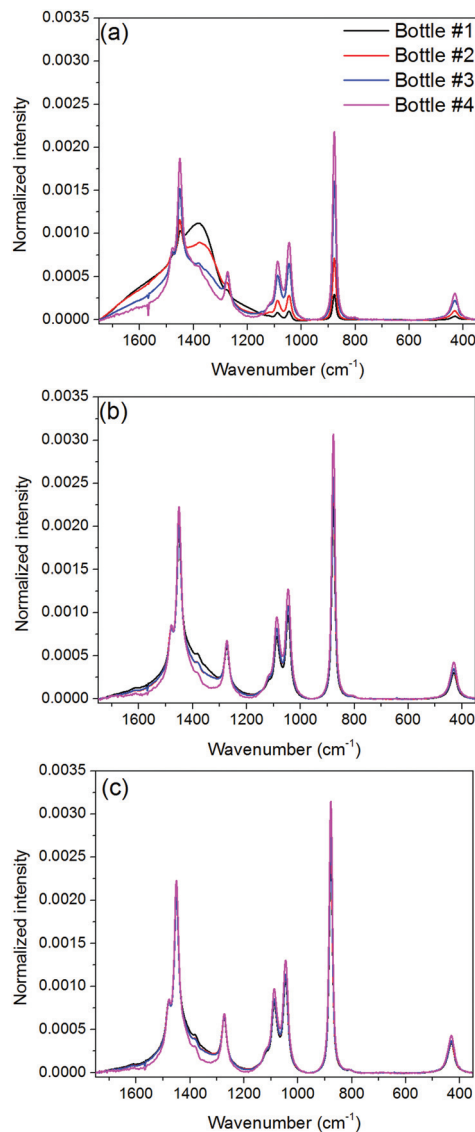 (a)
Bottle #1
Bottle #2
Bottle #3
Bottle #4
Normalized intensity
0.0035
0.0030
0.0025
0.0020
0.0015
0.0010
0.0005
0.0000
1600 1400 1200 1000 800 600 400
Wavenumber (cm⁻¹)
(b)
Normalized intensity
0.0035
0.0030
0.0025
0.0020
0.0015
0.0010
0.0005
0.0000
1600 1400 1200 1000 800 600 400
Wavenumber (cm⁻¹)
(c)
Normalized intensity
0.0035
0.0030
0.0025
0.0020
0.0015
0.0010
0.0005
0.0000
1600 1400 1200 1000 800 600 400
Wavenumber (cm⁻¹)